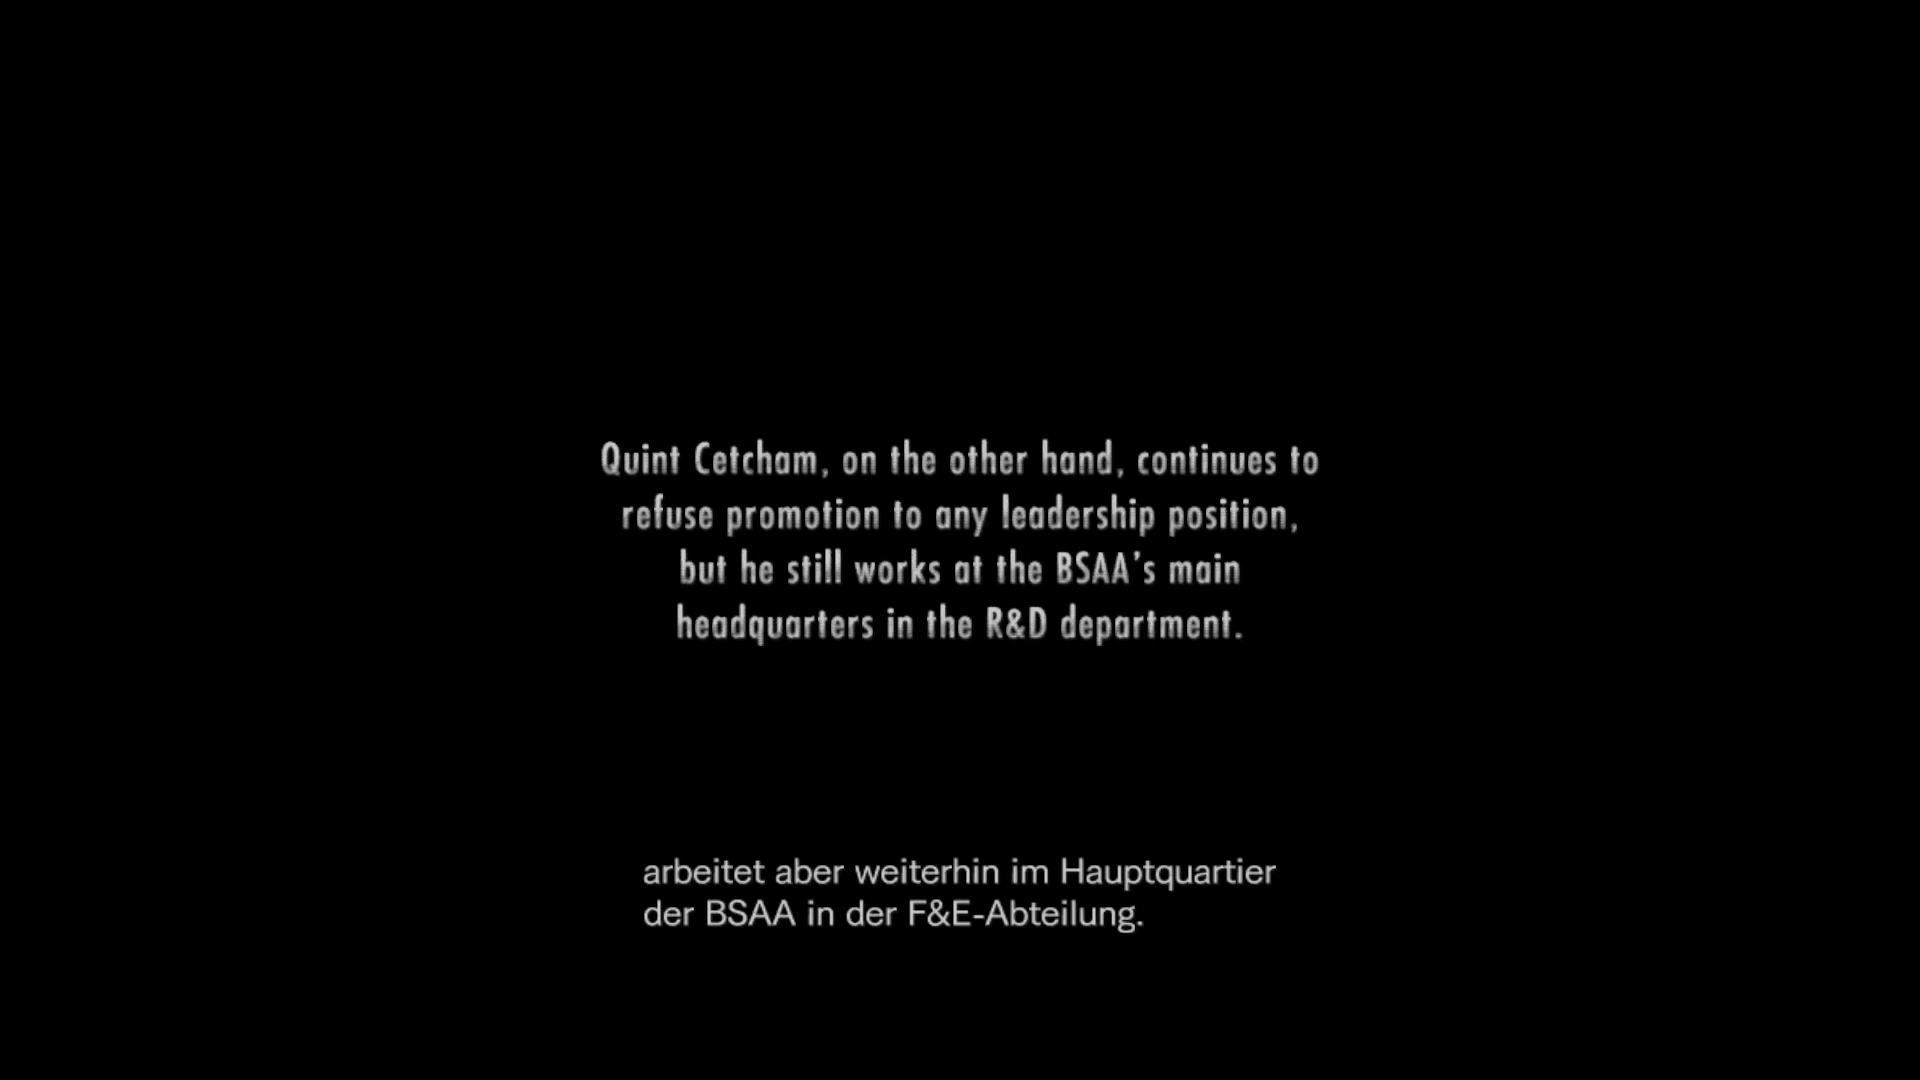 Quint Cetcham, on the other hand, continues to
refuse promotion to any leadership position,
but he still works at the BSAA's main
headquarters in the R&D department.
arbeitet aber weiterhin im Hauptquartier
der BSAA in der F&E-Abteilung.